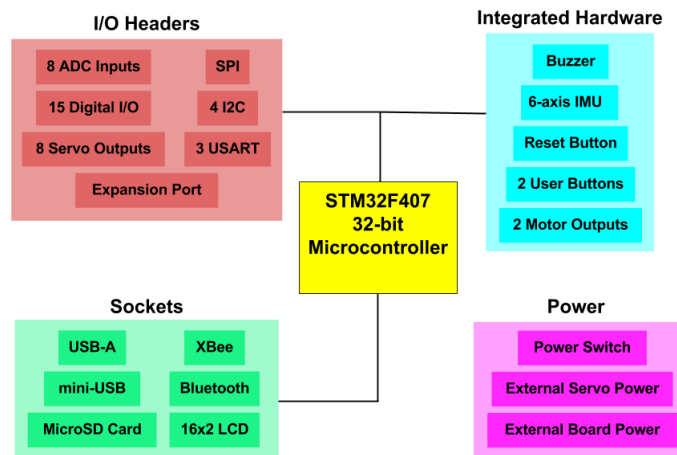 I/O Headers
8 ADC Inputs
SPI
15 Digital I/O
4 I2C
8 Servo Outputs
3 USART
Expansion Port
Integrated Hardware
Buzzer
6-axis IMU
Reset Button
2 User Buttons
2 Motor Outputs
STM32F407
32-bit
Microcontroller
Sockets
USB-A
XBee
mini-USB
Bluetooth
MicroSD Card
16x2 LCD
Power
Power Switch
External Servo Power
External Board Power